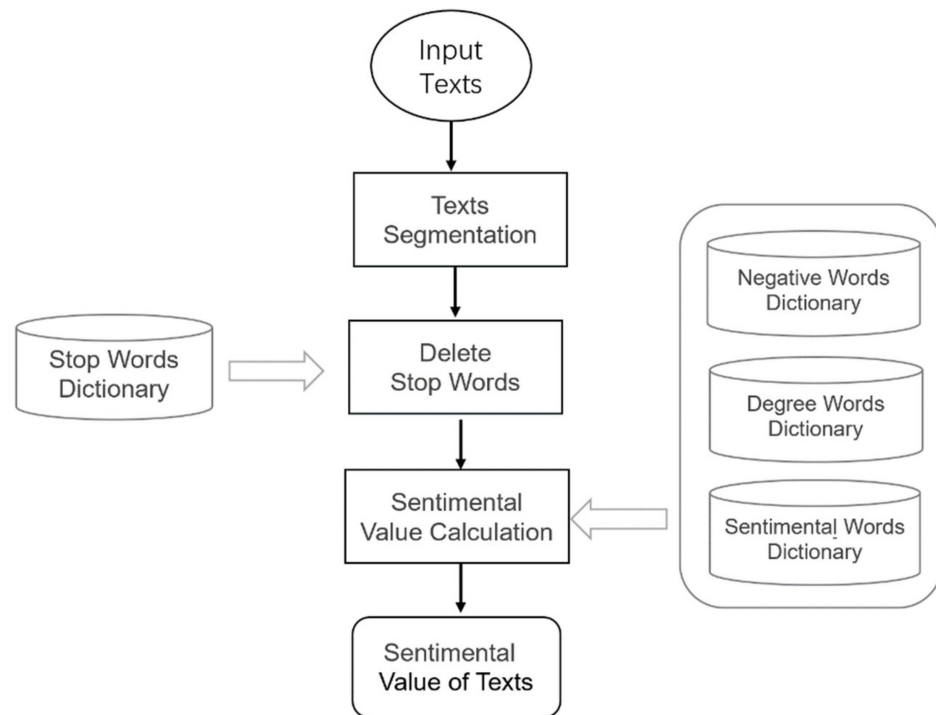 Input
Texts
Texts
Segmentation
Negative Words
Dictionary
Stop Words
Dictionary
Delete
Stop Words
Degree Words
Dictionary
Sentimental
Value Calculation
Sentimental Words
Dictionary
Sentimental
Value of Texts